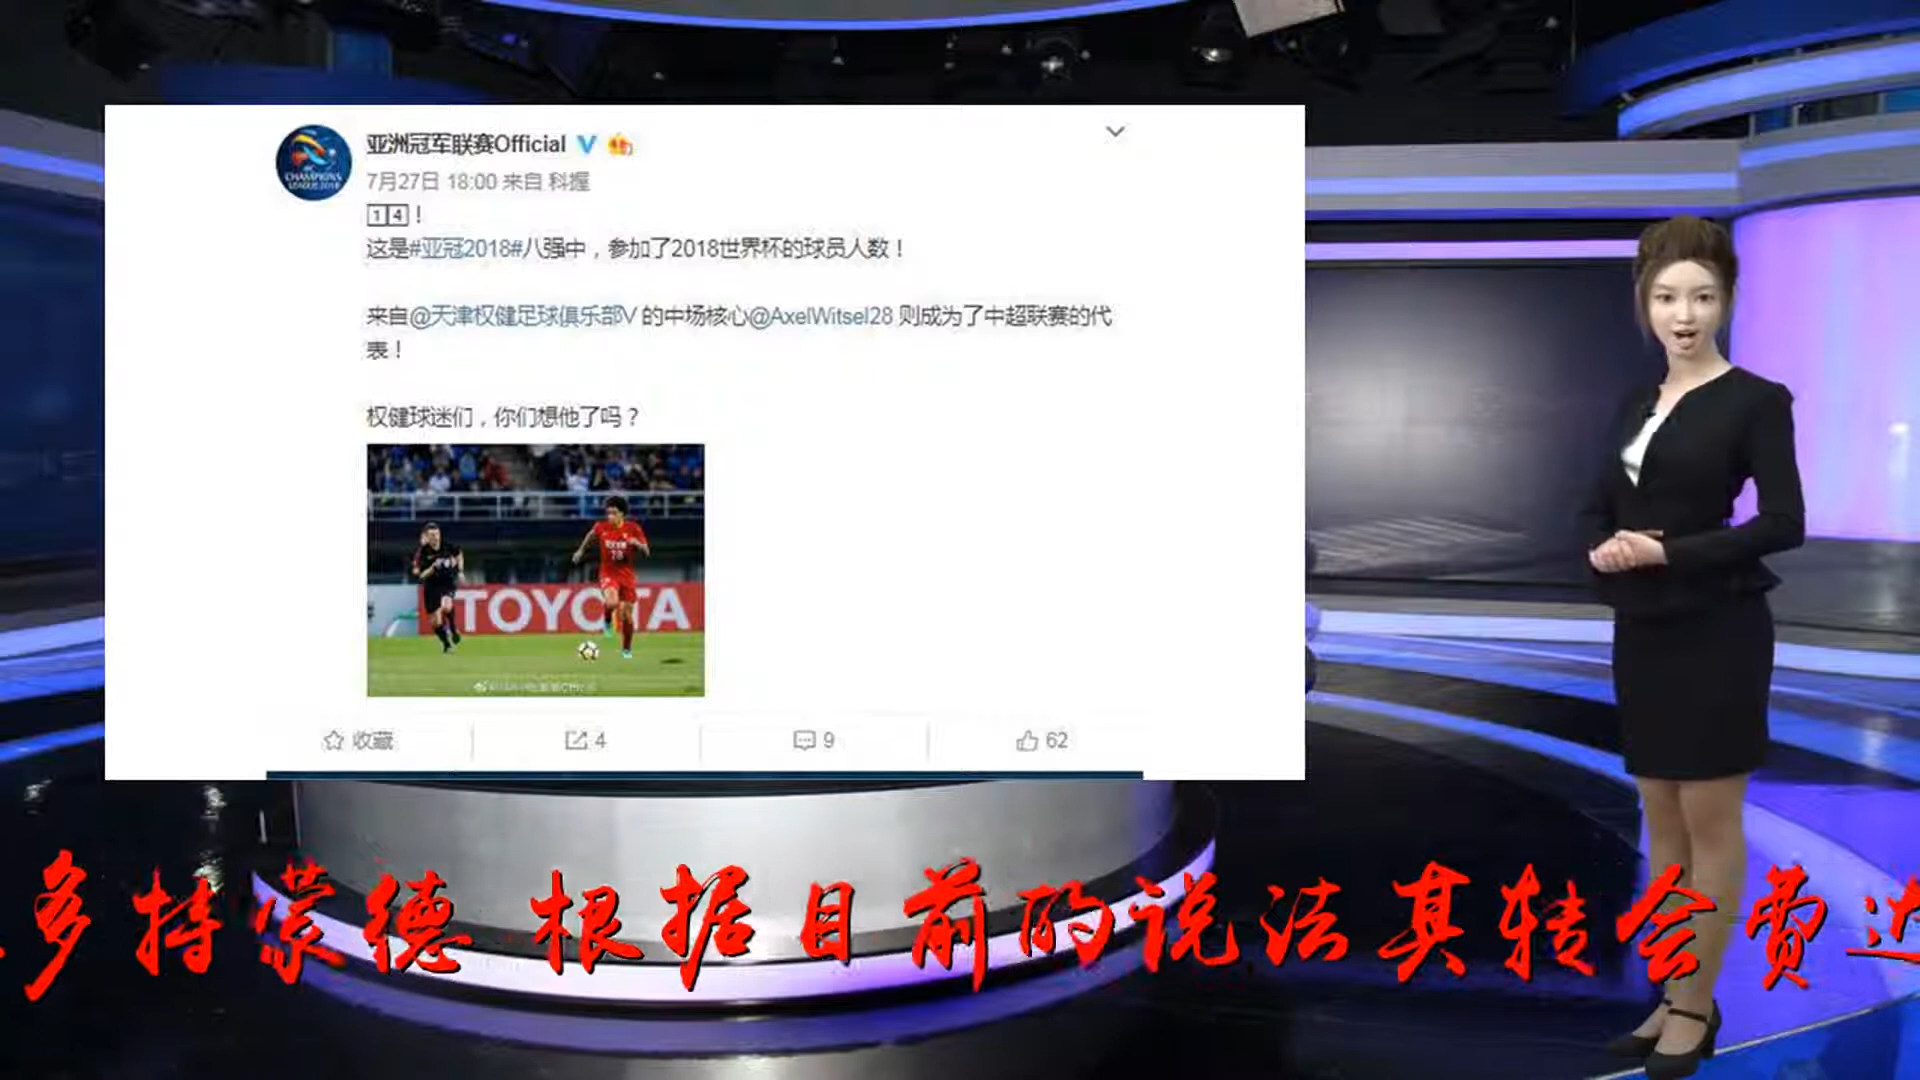 亚洲冠军联赛Official
CHAMPIONS
LEAGUE 2018
7月27日 18:00 来自 科握
14！
这是#亚冠2018#八强中，参加了2018世界杯的球员人数！
来自@天津权健足球俱乐部V 的中场核心@AxelWitsel28 则成为了中超联赛的代
表！
权健球迷们，你们想他了吗？
TOYOTA
收藏
4
9
62
多特蒙德 根据目前的说法其转会费达